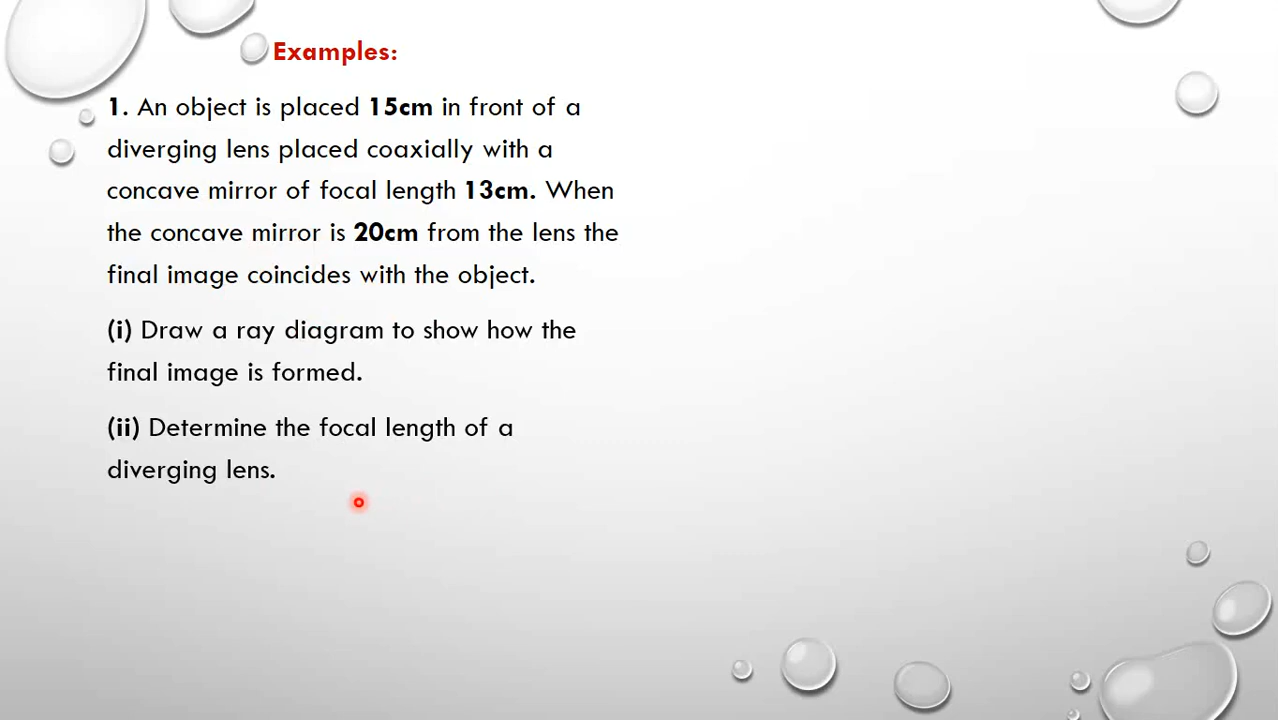 Examples:
1. An object is placed 15cm in front of a
diverging lens placed coaxially with a
concave mirror of focal length 13cm. When
the concave mirror is 20cm from the lens the
final image coincides with the object.
(i) Draw a ray diagram to show how the
final image is formed.
(ii) Determine the focal length of a
diverging lens.